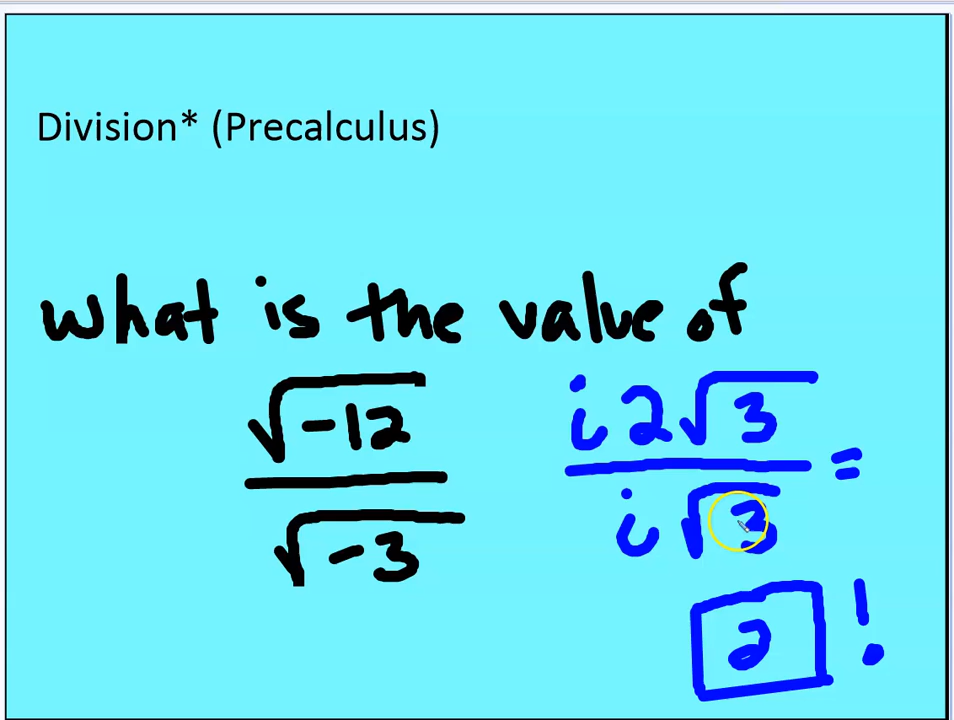 Division* (Precalculus)
what is the value of
√-12 / √-3
i2√3 / i√3 =
2!